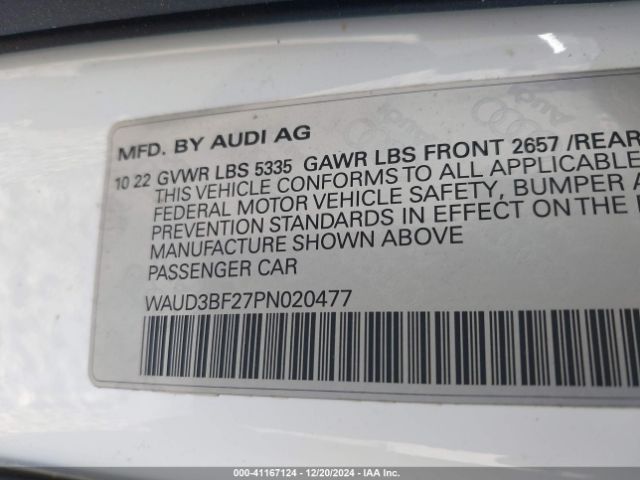 MFD. BY AUDI AG
10 22 GVWR LBS 5335 GAWR LBS FRONT 2657 /REAR
THIS VEHICLE CONFORMS TO ALL APPLICABLE
FEDERAL MOTOR VEHICLE SAFETY, BUMPER A
PREVENTION STANDARDS IN EFFECT ON THE
MANUFACTURE SHOWN ABOVE
PASSENGER CAR
WAUD3BF27PN020477
000-41167124 - 12/20/2024 - IAA Inc.